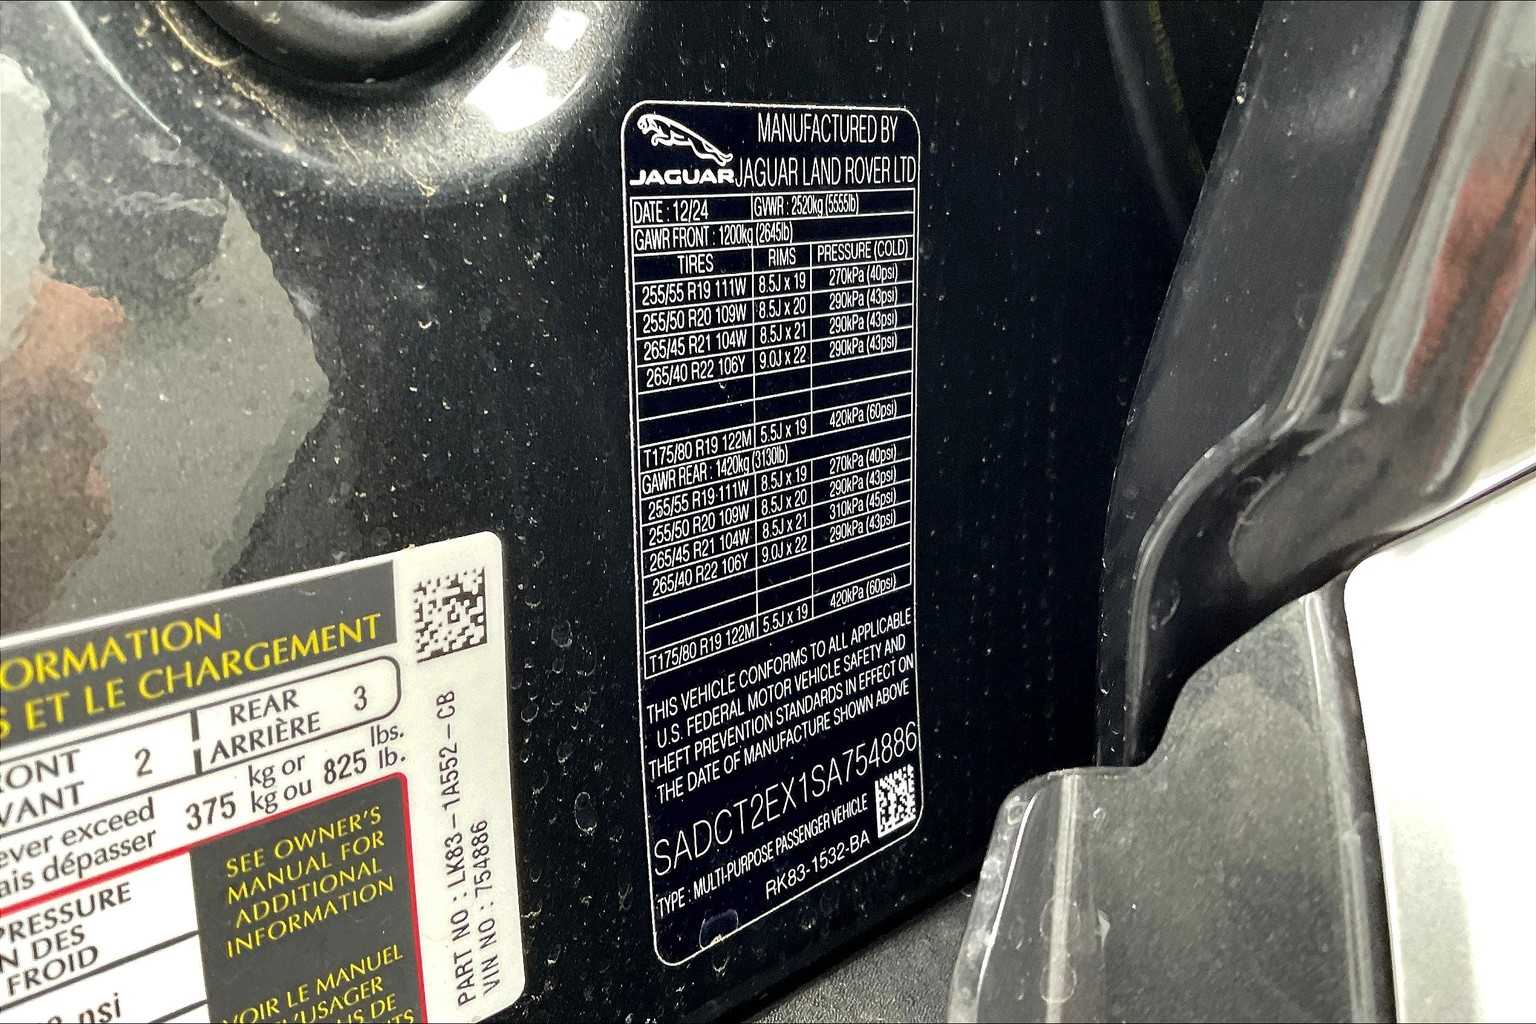 JAGUAR
MANUFACTURED BY
JAGUAR LAND ROVER LTD
DATE : 12/24 GVWR : 2520kg (5555lb)
GAWR FRONT : 1200kg (2645lb)
TIRES RIMS PRESSURE (COLD)
255/55 R19 111W 8.5J x 19 270kPa (40psi)
255/50 R20 109W 8.5J x 20 290kPa (43psi)
265/45 R21 104W 8.5J x 21 290kPa (43psi)
265/40 R22 106Y 9.0J x 22 290kPa (43psi)
T175/80 R19 122M 5.5J x 19 420kPa (60psi)
GAWR REAR : 1420kg (3130lb)
255/55 R19 111W 8.5J x 19 270kPa (40psi)
255/50 R20 109W 8.5J x 20 290kPa (43psi)
265/45 R21 104W 8.5J x 21 310kPa (45psi)
265/40 R22 106Y 9.0J x 22 290kPa (43psi)
T175/80 R19 122M 5.5J x 19 420kPa (60psi)
THIS VEHICLE CONFORMS TO ALL APPLICABLE
U.S. FEDERAL MOTOR VEHICLE SAFETY AND
THEFT PREVENTION STANDARDS IN EFFECT ON
THE DATE OF MANUFACTURE SHOWN ABOVE
SADCT2EX1SA754886
TYPE : MULTI-PURPOSE PASSENGER VEHICLE
RK83-1532-BA
ORMATION
S ET LE CHARGEMENT
RONT 2 REAR 3
VANT ARRIÈRE
ever exceed 375 kg or 825 lbs.
ais dépasser kg ou lb.
PRESSURE
N DES
FROID
psi
SEE OWNER'S
MANUAL FOR
ADDITIONAL
INFORMATION
VOIR LE MANUEL
L'USAGER
US DE
NTS
PART NO : LK83-1A552-CB
VIN NO : 754886